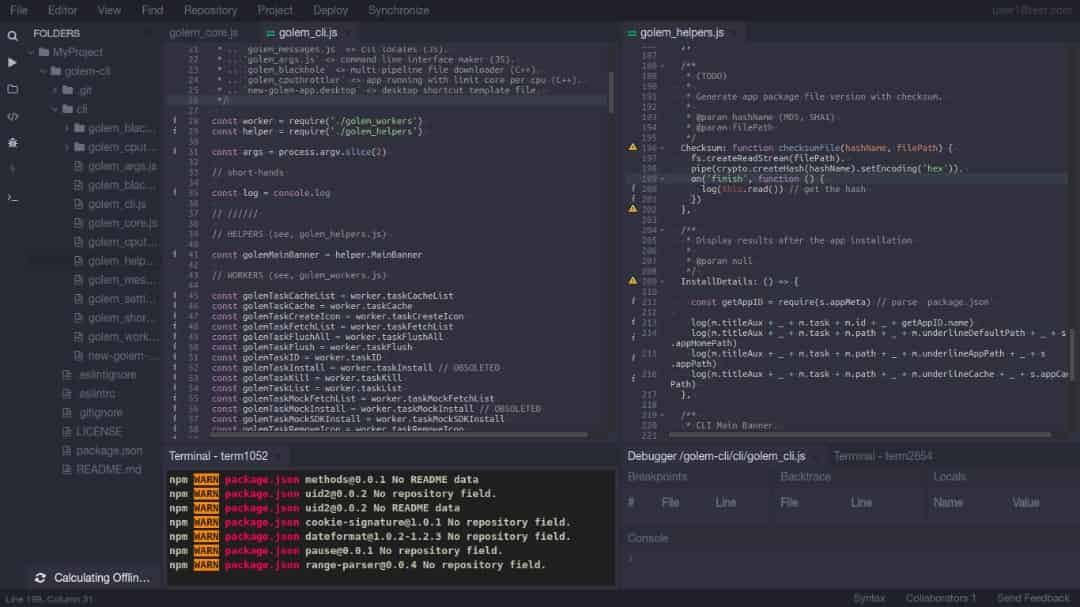 File Editor View Find Repository Project Deploy Synchronize
FOLDERS
MyProject
golem-cli
.git
cli
golem_blac...
golem_cput...
golem_args.js
golem_blac...
golem_cli.js
golem_core.js
golem_cput...
golem_help...
golem_mes...
golem_setti...
golem_shor...
golem_work...
new-golem-...
.eslintignore
.eslintrc
.gitignore
LICENSE
package.json
README.md
Calculating Offlin...
golem_core.js golem_cli.js
21 * .. `golem_messages.js` <> cli locales (JS).
22 * .. `golem_args.js` <> command line interface maker (JS).
23 * .. `golem_blackhole` <> multi-pipeline file downloader (C++).
24 * .. `golem_cputhrottler` <> app running with limit core per cpu (C++).
25 * .. `new-golem-app.desktop` <> desktop shortcut template file.
26 */
27
28 const worker = require('./golem_workers')
29 const helper = require('./golem_helpers')
30
31 const args = process.argv.slice(2)
32
33 // short-hands
34
35 const log = console.log
36
37 // //////
38
39 // HELPERS (see, golem_helpers.js)
40
41 const golemMainBanner = helper.MainBanner
42
43 // WORKERS (see, golem_workers.js)
44
45 const golemTaskCacheList = worker.taskCacheList
46 const golemTaskCache = worker.taskCache
47 const golemTaskCreateIcon = worker.taskCreateIcon
48 const golemTaskFetchList = worker.taskFetchList
49 const golemTaskFlushAll = worker.taskFlushAll
50 const golemTaskFlush = worker.taskFlush
51 const golemTaskID = worker.taskID
52 const golemTaskInstall = worker.taskInstall // OBSOLETED
53 const golemTaskKill = worker.taskKill
54 const golemTaskList = worker.taskList
55 const golemTaskMockFetchList = worker.taskMockFetchList
56 const golemTaskMockInstall = worker.taskMockInstall // OBSOLETED
57 const golemTaskMockSDKInstall = worker.taskMockSDKInstall
58 const golemTaskRemoveIcon = worker.taskRemoveIcon
golem_helpers.js
187
188 /**
189 * (TODO)
190 *
191 * Generate app package file version with checksum.
192 *
193 * @param hashName (MD5, SHA1)
194 * @param filePath
195 */
196 Checksum: function checksumFile(hashName, filePath) {
197 fs.createReadStream(filePath).
198 pipe(crypto.createHash(hashName).setEncoding('hex')).
199 on('finish', function () {
200 log(this.read()) // get the hash
201 })
202 },
203
204 /**
205 * Display results after the app installation
206 *
207 * @param null
208 */
209 InstallDetails: () => {
210
211 const getAppID = require(s.appMeta) // parse `package.json`
212
213 log(m.titleAux + _ + m.task + m.id + _ + getAppID.name)
214 log(m.titleAux + _ + m.task + m.path + _ + m.underlineDefaultPath + _ + s
.appHomePath)
215 log(m.titleAux + _ + m.task + m.path + _ + m.underlineAppPath + _ + s
.appPath)
216 log(m.titleAux + _ + m.task + m.path + _ + m.underlineCache + _ + s.appCa
Path)
217 },
218
219 /**
220 * CLI Main Banner.
221
Terminal - term1052
npm WARN package.json methods@0.0.1 No README data
npm WARN package.json uid2@0.0.2 No repository field.
npm WARN package.json uid2@0.0.2 No README data
npm WARN package.json cookie-signature@1.0.1 No repository field.
npm WARN package.json dateformat@1.0.2-1.2.3 No repository field.
npm WARN package.json pause@0.0.1 No repository field.
npm WARN package.json range-parser@0.0.4 No repository field.
Debugger /golem-cli/cli/golem_cli.js Terminal - term2654
Breakpoints Backtrace Locals
# File Line File Line Name Value
Console
Line 199, Column 31
Syntax Collaborators 1 Send Feedback